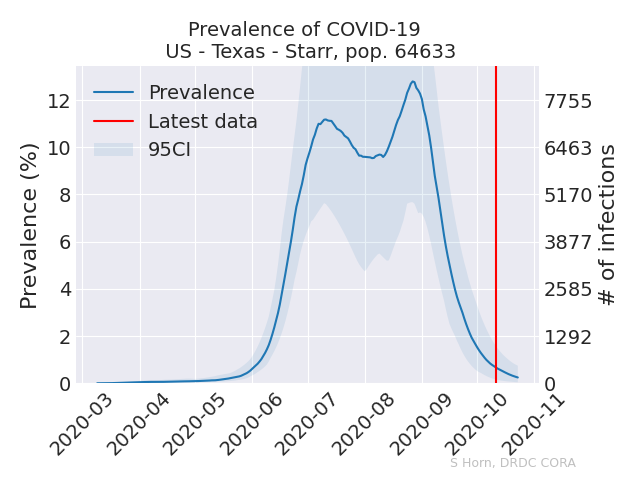 Prevalence of COVID-19
US - Texas - Starr, pop. 64633
Prevalence (%)
12
10
8
6
4
2
0
Prevalence
Latest data
95CI
7755
6463
5170
3877
2585
1292
0
# of infections
2020-03
2020-04
2020-05
2020-06
2020-07
2020-08
2020-09
2020-10
2020-11
S Horn, DRDC CORA